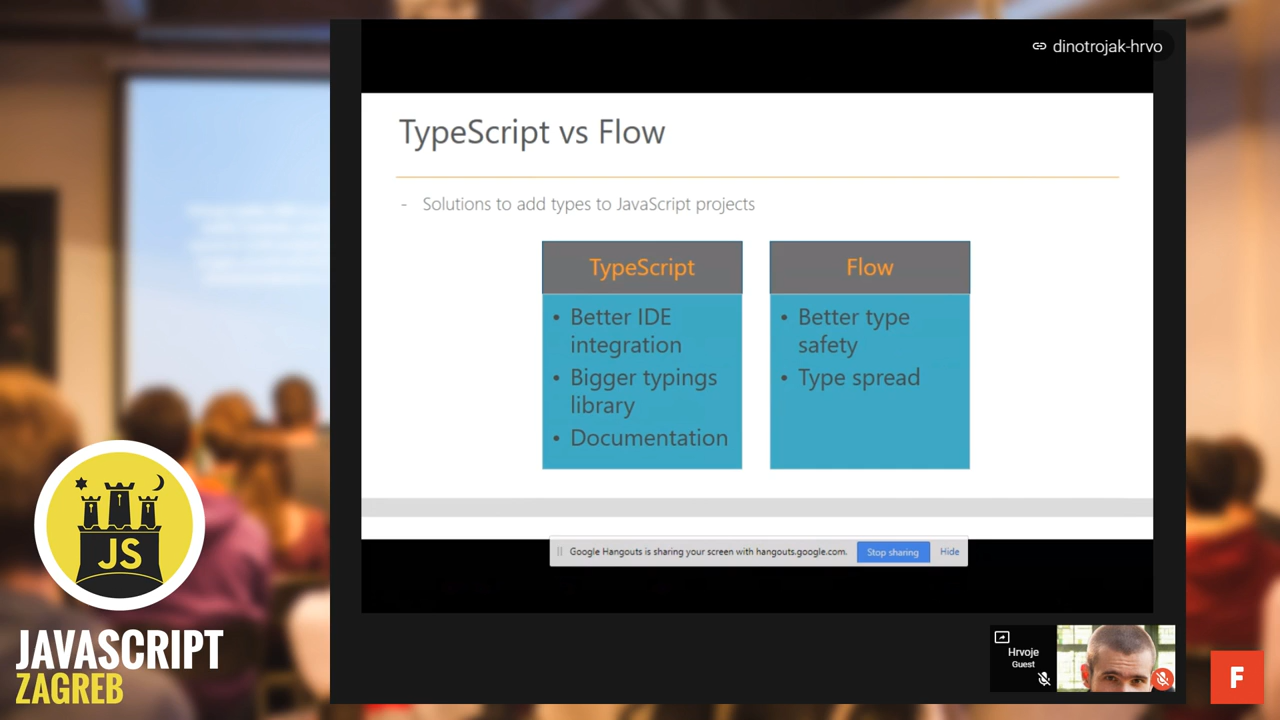 dinotrojak-hrvo
TypeScript vs Flow
- Solutions to add types to JavaScript projects
TypeScript
• Better IDE
integration
• Bigger typings
library
• Documentation
Flow
• Better type
safety
• Type spread
Google Hangouts is sharing your screen with hangouts.google.com.
Stop sharing
Hide
Hrvoje
Guest
JS
JAVASCRIPT
ZAGREB
F